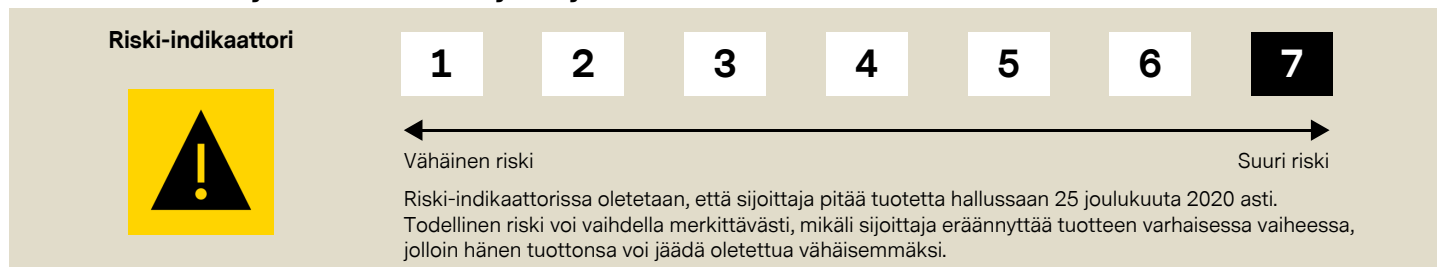 Riski-indikaattori
1 2 3 4 5 6 7
Vähäinen riski Suuri riski
Riski-indikaattorissa oletetaan, että sijoittaja pitää tuotetta hallussaan 25 joulukuuta 2020 asti.
Todellinen riski voi vaihdella merkittävästi, mikäli sijoittaja eräännyttää tuotteen varhaisessa vaiheessa,
jolloin hänen tuottonsa voi jäädä oletettua vähäisemmäksi.